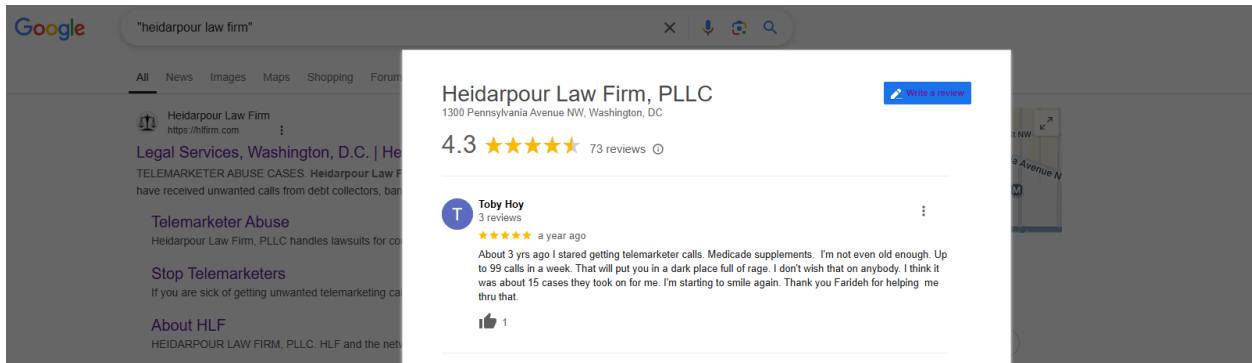 Google
"heidarpour law firm"
All News Images Maps Shopping Forum
Heidarpour Law Firm
https://hlfirm.com
Legal Services, Washington, D.C. | He
TELEMARKETER ABUSE CASES. Heidarpour Law F
have received unwanted calls from debt collectors, ban
Telemarketer Abuse
Heidarpour Law Firm, PLLC handles lawsuits for co
Stop Telemarketers
If you are sick of getting unwanted telemarketing ca
About HLF
HEIDARPOUR LAW FIRM, PLLC. HLF and the netw
Heidarpour Law Firm, PLLC
Write a review
1300 Pennsylvania Avenue NW, Washington, DC
4.3 73 reviews
T
Toby Hoy
3 reviews
a year ago
About 3 yrs ago I stared getting telemarketer calls. Medicade supplements. I'm not even old enough. Up
to 99 calls in a week. That will put you in a dark place full of rage. I don't wish that on anybody. I think it
was about 15 cases they took on for me. I'm starting to smile again. Thank you Farideh for helping me
thru that.
1
t NW
a Avenue N
M